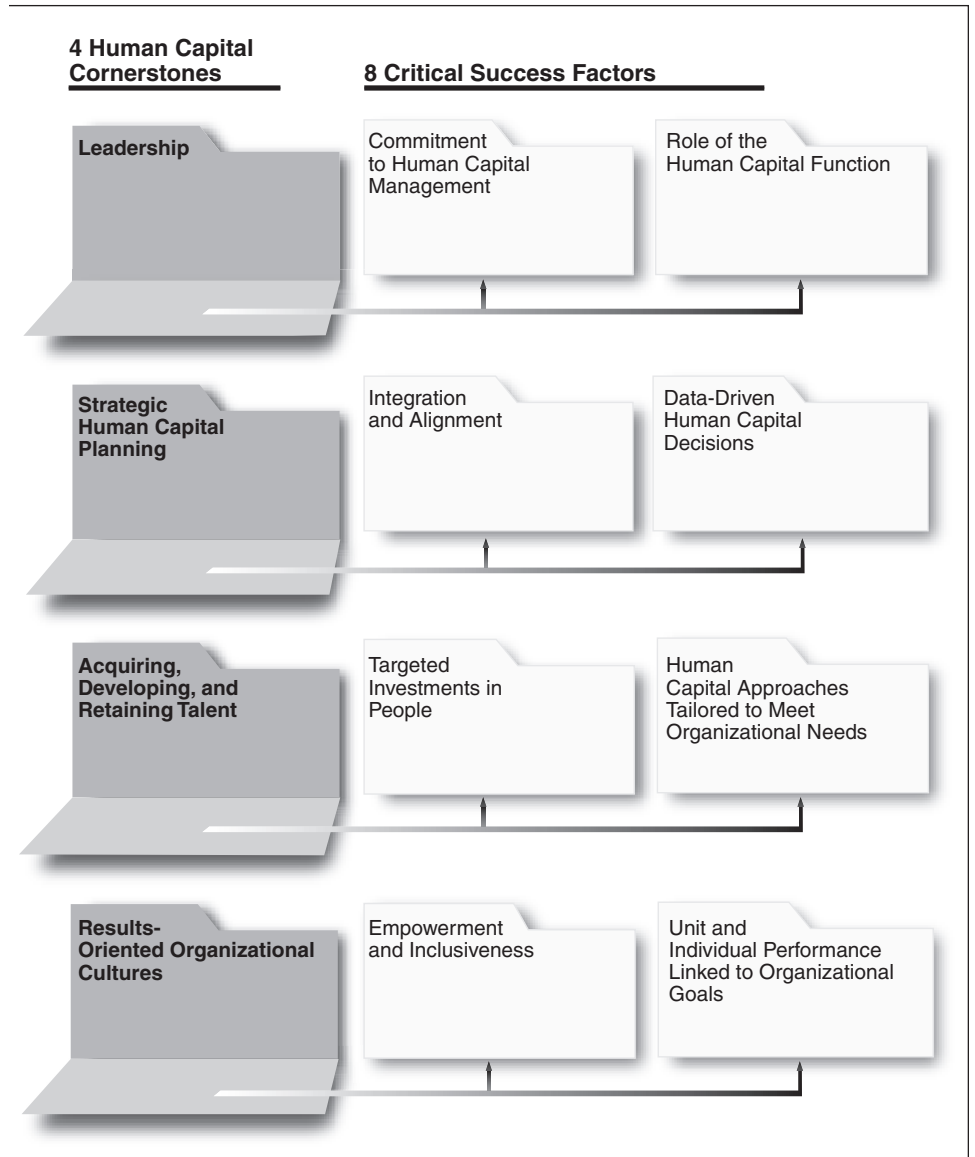 4 Human Capital
Cornerstones
8 Critical Success Factors
Leadership
Commitment
to Human Capital
Management
Role of the
Human Capital Function
Strategic
Human Capital
Planning
Integration
and Alignment
Data-Driven
Human Capital
Decisions
Acquiring,
Developing, and
Retaining Talent
Targeted
Investments in
People
Human
Capital Approaches
Tailored to Meet
Organizational Needs
Results-
Oriented Organizational
Cultures
Empowerment
and Inclusiveness
Unit and
Individual Performance
Linked to Organizational
Goals